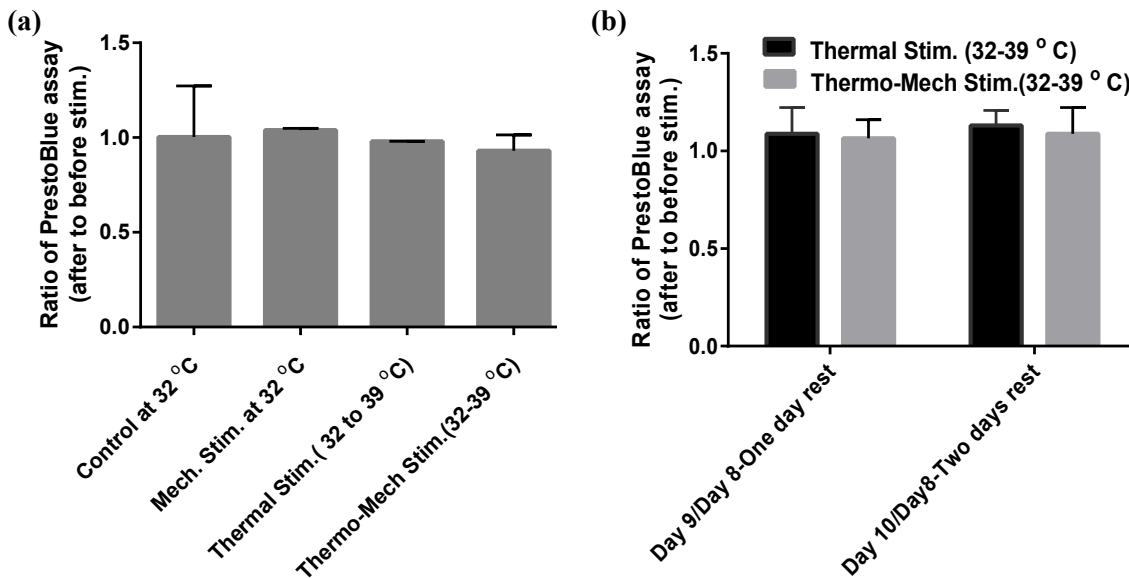 (a)
Ratio of PrestoBlue assay
(after to before stim.)
1.5
1.0
0.5
0.0
Control at 32 °C
Mech. Stim. at 32 °C
Thermal Stim.( 32 to 39 °C)
Thermo-Mech Stim.(32-39 °C)
(b)
Ratio of PrestoBlue assay
(after to before stim.)
1.5
1.0
0.5
0.0
Thermal Stim. (32-39 ° C)
Thermo-Mech Stim.(32-39 ° C)
Day 9/Day 8-One day rest
Day 10/Day8-Two days rest